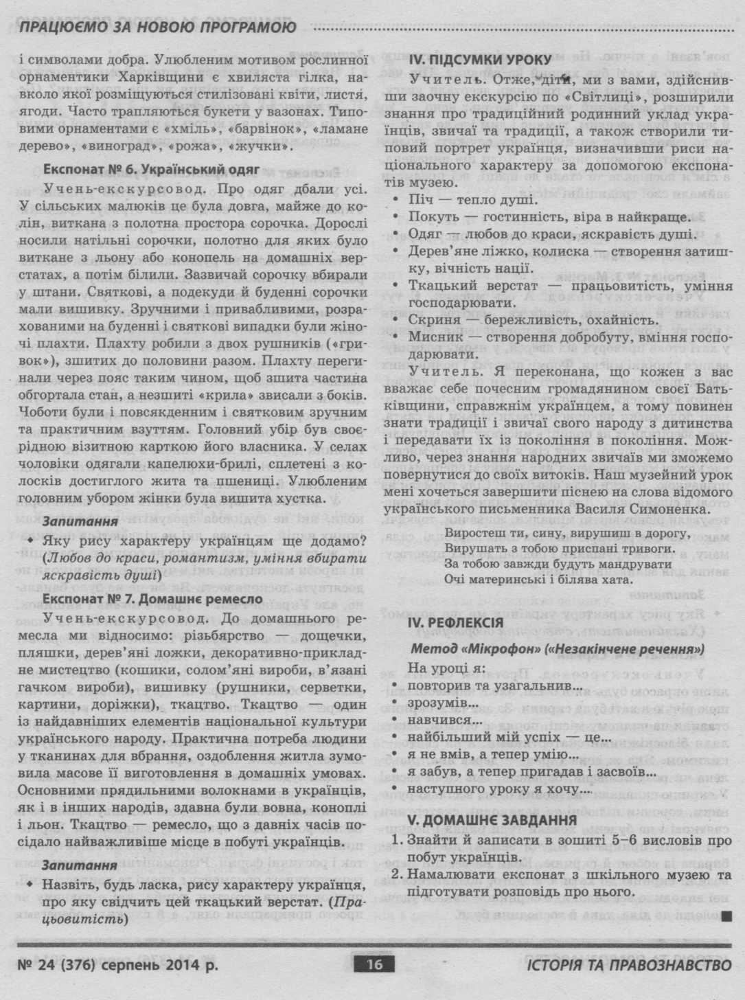 ПРАЦЮЄМО ЗА НОВОЮ ПРОГРАМОЮ
і символами добра. Улюбленим мотивом рослинної
орнаментики Харківщини є хвиляста гілка, на-
вколо якої розміщуються стилізовані квіти, листя,
ягоди. Часто трапляються букети у вазонах. Типо-
вими орнаментами є «хміль», «барвінок», «ламане
дерево», «виноград», «рожа», «жучки».
Експонат № 6. Український одяг
Учень-екскурсовод. Про одяг дбали усі.
У сільських малюків це була довга, майже до ко-
лін, виткана з полотна простора сорочка. Дорослі
носили натільні сорочки, полотно для яких було
виткане з льону або конопель на домашніх вер-
статах, а потім білили. Зазвичай сорочку вбирали
у штани. Святкові, а подекуди й буденні сорочки
мали вишивку. Зручними і привабливими, розра-
хованими на буденні і святкові випадки були жіно-
чі плахти. Плахту робили з двох рушників («гри-
вок»), зшитих до половини разом. Плахту переги-
нали через пояс таким чином, щоб зшита частина
обгортала стан, а незшиті «крила» звисали з боків.
Чоботи були і повсякденним і святковим зручним
та практичним взуттям. Головний убір був своє-
рідною візитною карткою його власника. У селах
чоловіки одягали капелюхи-брилі, сплетені з ко-
лосків достиглого жита та пшениці. Улюбленим
головним убором жінки була вишита хустка.
Запитання
♦ Яку рису характеру українцям ще додамо?
(Любов до краси, романтизм, уміння вбирати
яскравість душі)
Експонат № 7. Домашнє ремесло
Учень-екскурсовод. До домашнього ре-
месла ми відносимо: різьбярство — дощечки,
пляшки, дерев’яні ложки, декоративно-приклад-
не мистецтво (кошики, солом’яні вироби, в’язані
гачком вироби), вишивку (рушники, серветки,
картини, доріжки), ткацтво. Ткацтво — один
із найдавніших елементів національної культури
українського народу. Практична потреба людини
у тканинах для вбрання, оздоблення житла зумо-
вила масове її виготовлення в домашніх умовах.
Основними прядильними волокнами в українців,
як і в інших народів, здавна були вовна, коноплі
і льон. Ткацтво — ремесло, що з давніх часів по-
сідало найважливіше місце в побуті українців.
Запитання
♦ Назвіть, будь ласка, рису характеру українця,
про яку свідчить цей ткацький верстат. (Пра-
цьовитість)
IV. ПІДСУМКИ УРОКУ
Учитель. Отже, діти, ми з вами, здійснив-
ши заочну екскурсію по «Світлиці», розширили
знання про традиційний родинний уклад укра-
їнців, звичаї та традиції, а також створили ти-
повий портрет українця, визначивши риси на-
ціонального характеру за допомогою експона-
тів музею.
• Піч — тепло душі.
• Покуть — гостинність, віра в найкраще.
• Одяг — любов до краси, яскравість душі.
• Дерев’яне ліжко, колиска — створення затиш-
ку, вічність нації.
• Ткацький верстат — працьовитість, уміння
господарювати.
• Скриня — бережливість, охайність.
• Мисник — створення добробуту, вміння госпо-
дарювати.
Учитель. Я переконана, що кожен з вас
вважає себе почесним громадянином своєї Бать-
ківщини, справжнім українцем, а тому повинен
знати традиції і звичаї свого народу з дитинства
і передавати їх із покоління в покоління. Мож-
ливо, через знання народних звичаїв ми зможемо
повернутися до своїх витоків. Наш музейний урок
мені хочеться завершити піснею на слова відомого
українського письменника Василя Симоненка.
Виростеш ти, сину, вирушиш в дорогу,
Вирушать з тобою приспані тривоги.
За тобою завжди будуть мандрувати
Очі материнські і білява хата.
IV. РЕФЛЕКСІЯ
Метод «Мікрофон» («Незакінчене речення»)
На уроці я:
• повторив та узагальнив...
• зрозумів...
• навчився...
• найбільший мій успіх — це...
• я не вмів, а тепер умію...
• я забув, а тепер пригадав і засвоїв...
• наступного уроку я хочу...
V. ДОМАШНЄ ЗАВДАННЯ
1. Знайти й записати в зошиті 5–6 висловів про
побут українців.
2. Намалювати експонат з шкільного музею та
підготувати розповідь про нього.
№ 24 (376) серпень 2014 р.
16
ІСТОРІЯ ТА ПРАВОЗНАВСТВО